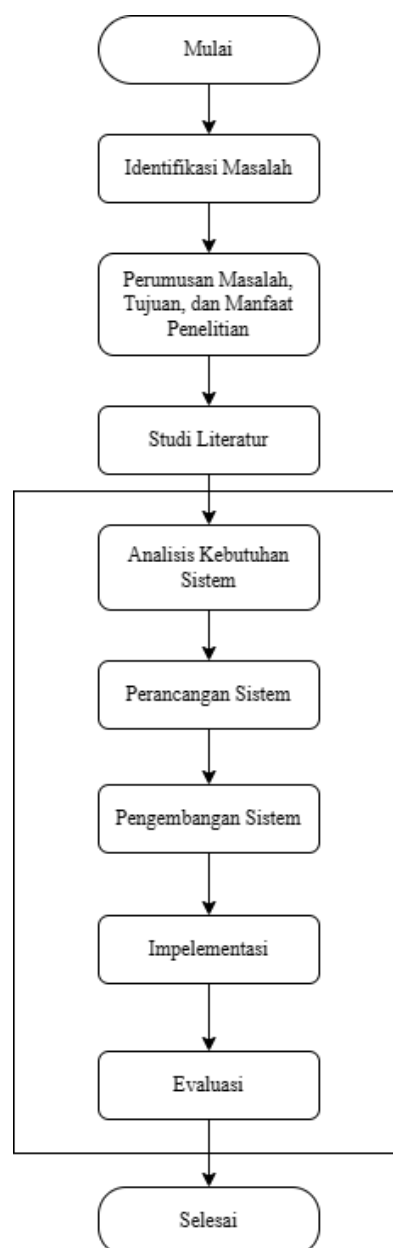 Mulai
Identifikasi Masalah
Perumusan Masalah,
Tujuan, dan Manfaat
Penelitian
Studi Literatur
Analisis Kebutuhan
Sistem
Perancangan Sistem
Pengembangan Sistem
Impelementasi
Evaluasi
Selesai